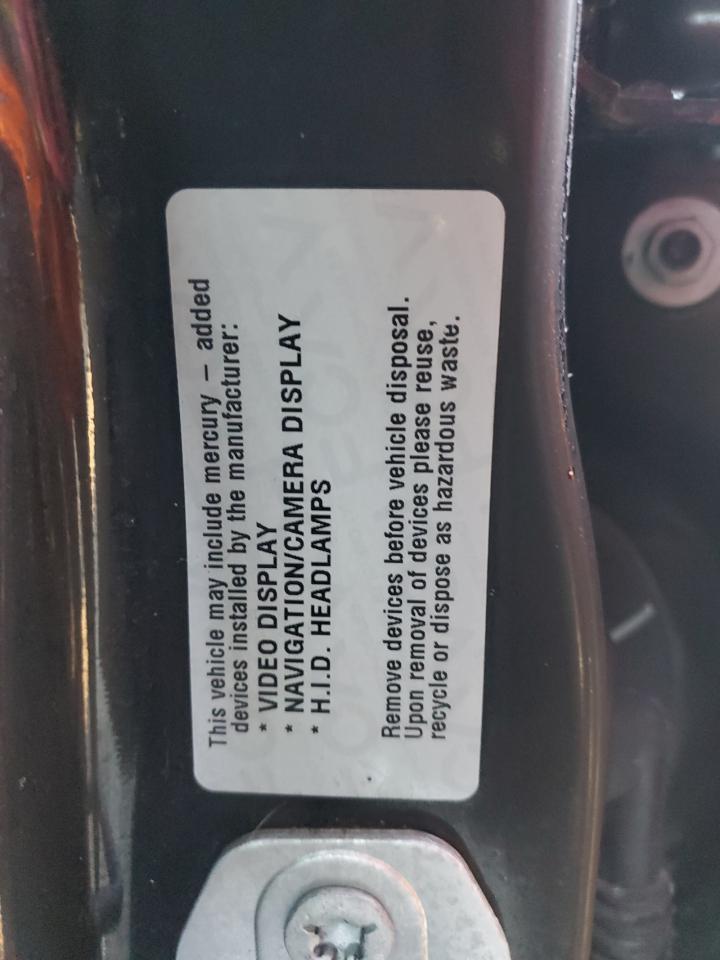 This vehicle may include mercury – added
devices installed by the manufacturer:
* VIDEO DISPLAY
* NAVIGATION/CAMERA DISPLAY
* H.I.D. HEADLAMPS
Remove devices before vehicle disposal.
Upon removal of devices please reuse,
recycle or dispose as hazardous waste.